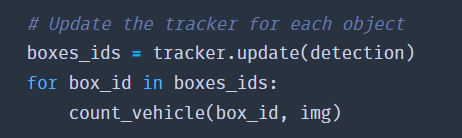 # Update the tracker for each object
boxes_ids = tracker.update(detection)
for box_id in boxes_ids:
    count_vehicle(box_id, img)